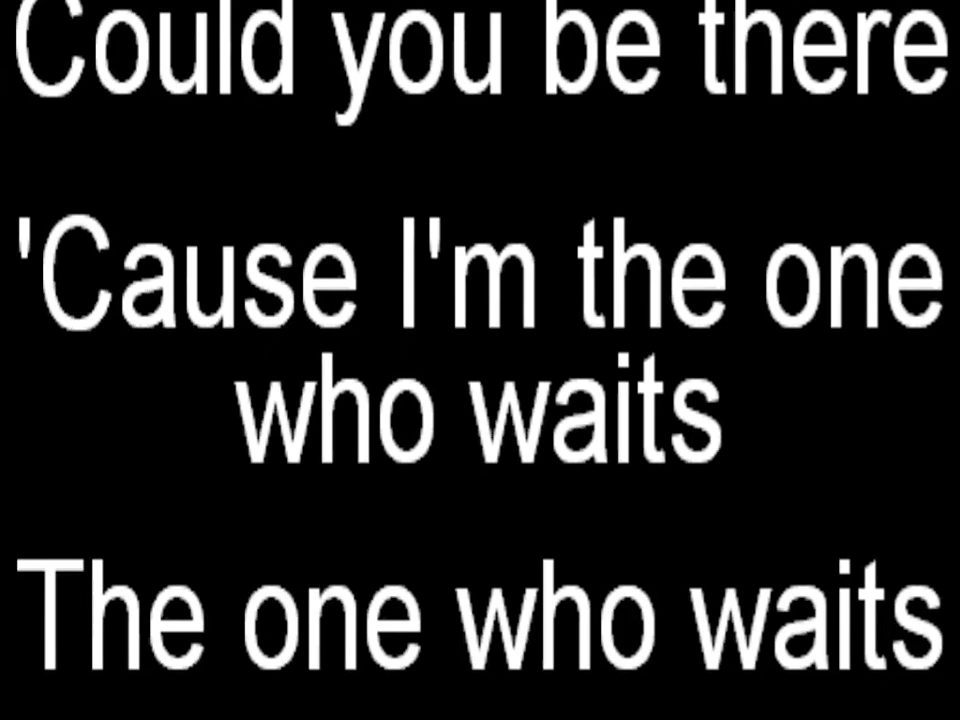 Could you be there
'Cause I'm the one
who waits
The one who waits